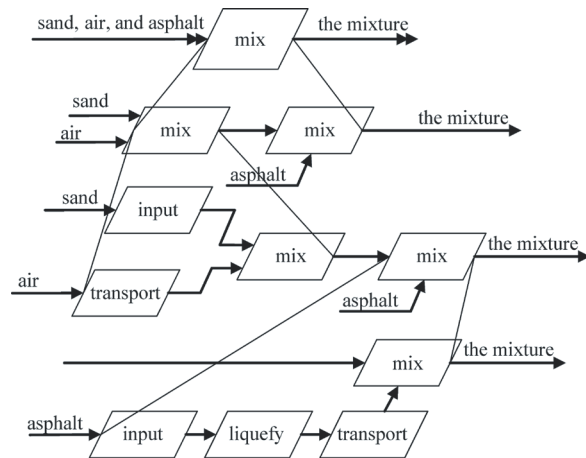 sand, air, and asphalt
mix
the mixture
sand
air
mix
mix
the mixture
asphalt
sand
input
mix
mix
the mixture
air
transport
asphalt
mix
the mixture
asphalt
input
liquefy
transport